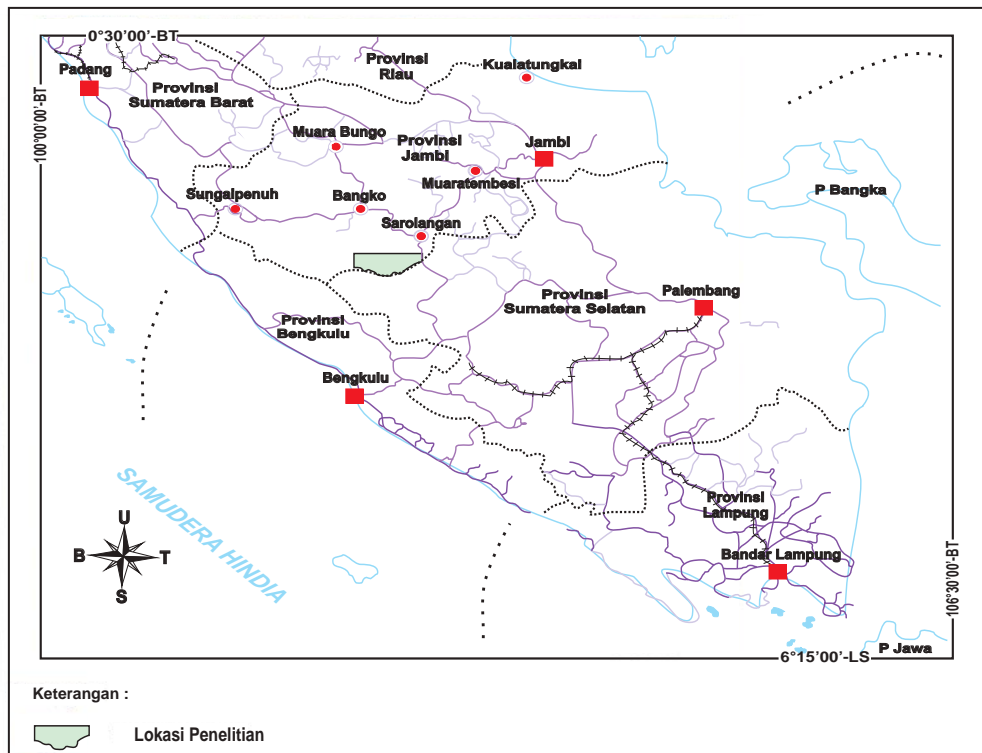 0°30'00'-BT
100°00'00'-BT
Padang
Provinsi
Sumatera Barat
Provinsi
Riau
Kualatungkal
Muara Bungo
Provinsi
Jambi
Jambi
Muaratembesi
P Bangka
Sungaipenuh
Bangko
Sarolangan
Provinsi
Sumatera Selatan
Palembang
Provinsi
Bengkulu
Bengkulu
SAMUDERA HINDIA
Provinsi
Lampung
Bandar Lampung
U
B
T
S
106°30'00'-BT
P Jawa
6°15'00'-LS
Keterangan :
Lokasi Penelitian